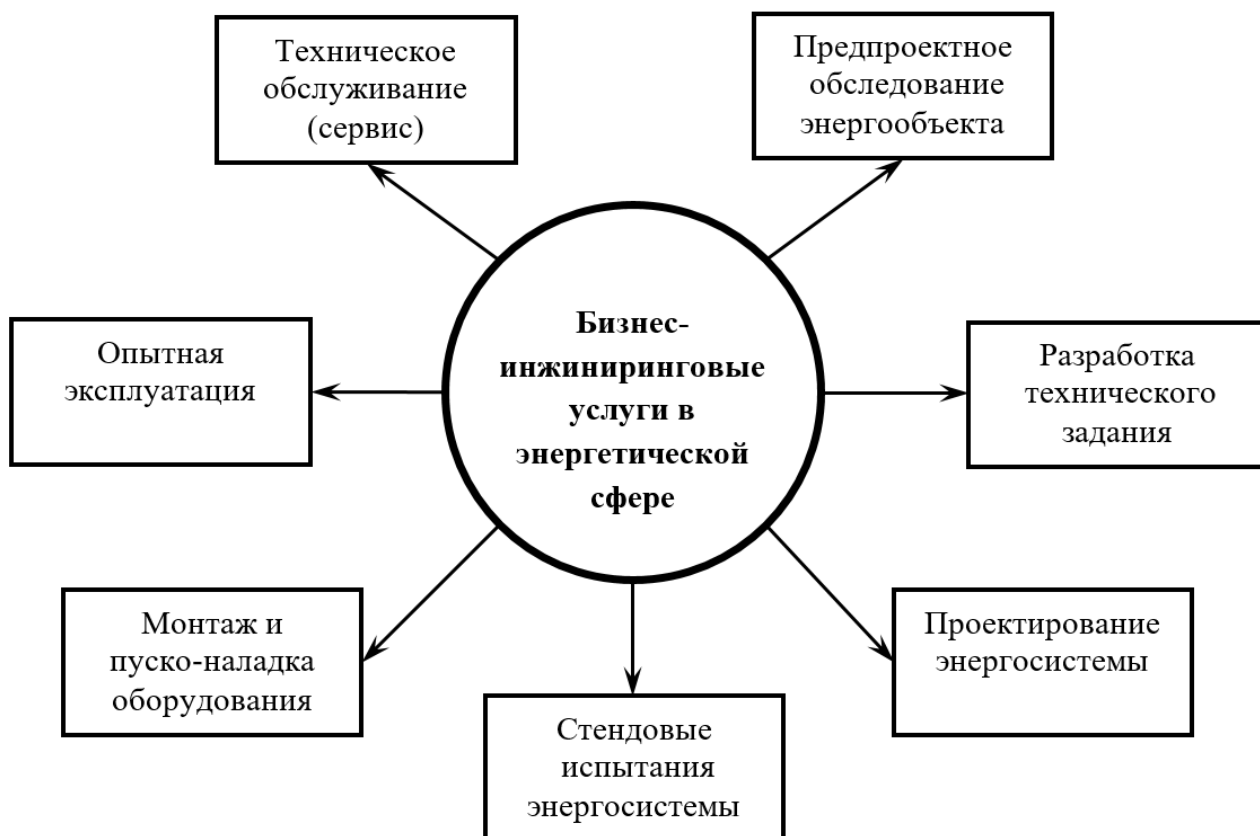 Техническое
обслуживание
(сервис)
Предпроектное
обследование
энергообъекта
Бизнес-
инжиниринговые
услуги в
энергетической
сфере
Опытная
эксплуатация
Разработка
технического
задания
Монтаж и
пуско-наладка
оборудования
Стендовые
испытания
энергосистемы
Проектирование
энергосистемы